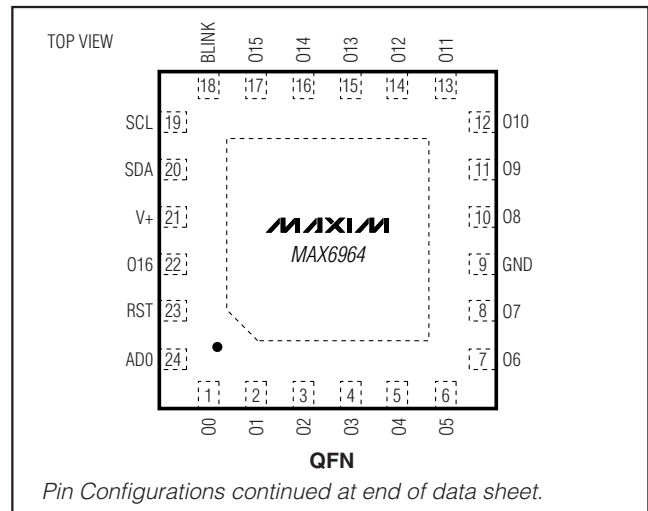 TOP VIEW
BLINK O15 O14 O13 O12 O11
18 17 16 15 14 13
SCL 19 12 O10
SDA 20 11 O9
V+ 21 10 O8
MAXIM
MAX6964
O16 22 9 GND
RST 23 8 O7
AD0 24 7 O6
1 2 3 4 5 6
O0 O1 O2 O3 O4 O5
QFN
Pin Configurations continued at end of data sheet.